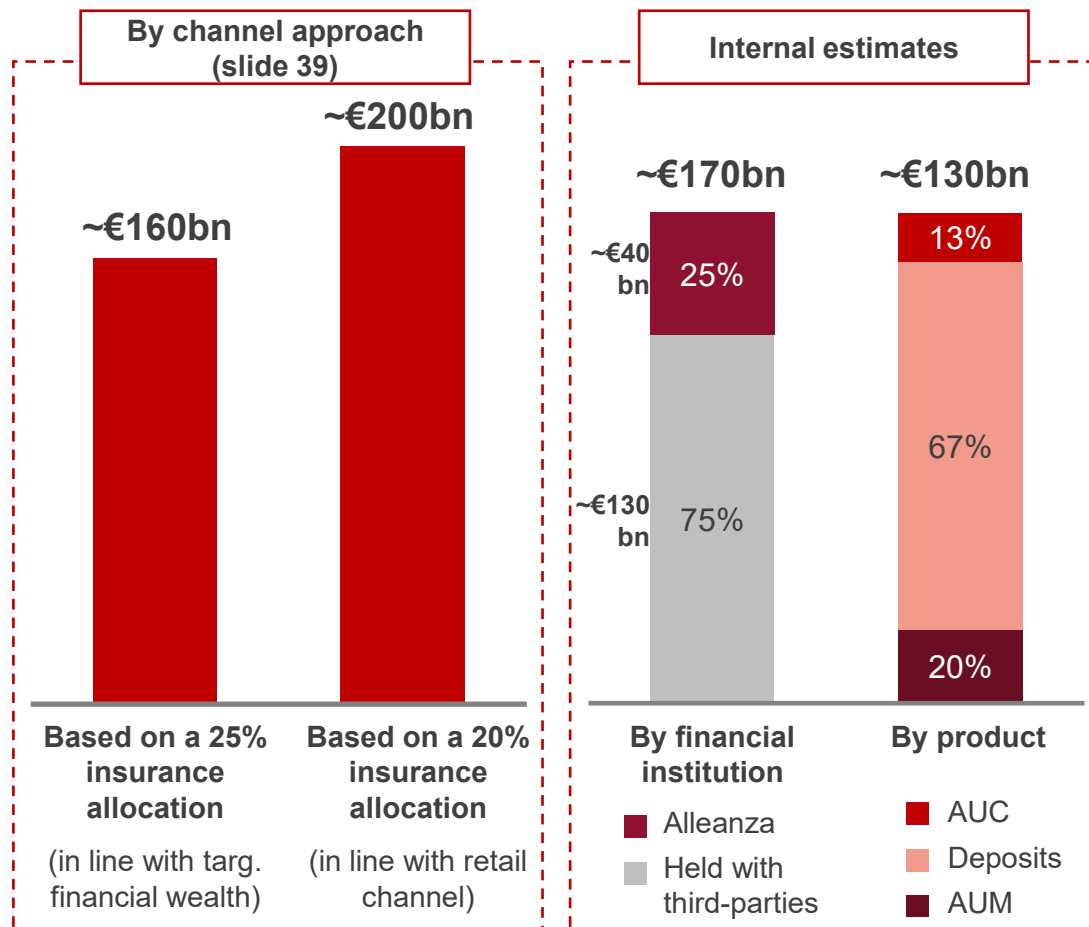 By channel approach
(slide 39)
~€160bn
~€200bn
Based on a 25%
insurance
allocation
(in line with targ.
financial wealth)
Based on a 20%
insurance
allocation
(in line with retail
channel)
Internal estimates
~€170bn
~€40
bn
25%
~€130
bn
75%
By financial
institution
Alleanza
Held with
third-parties
~€130bn
13%
67%
20%
By product
AUC
Deposits
AUM